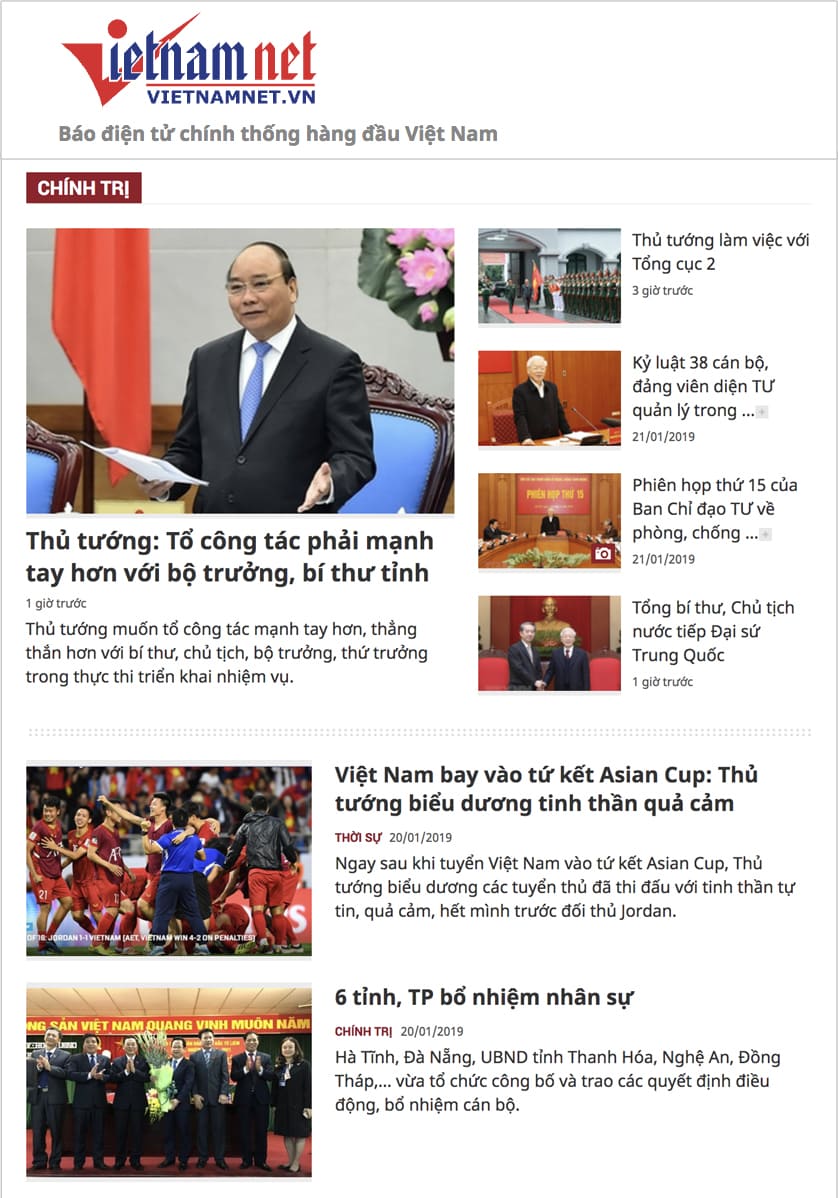 Vietnamnet
VIETNAMNET.VN
Báo điện tử chính thống hàng đầu Việt Nam
CHÍNH TRỊ
Thủ tướng: Tổ công tác phải mạnh
tay hơn với bộ trưởng, bí thư tỉnh
1 giờ trước
Thủ tướng muốn tổ công tác mạnh tay hơn, thẳng
thắn hơn với bí thư, chủ tịch, bộ trưởng, thứ trưởng
trong thực thi triển khai nhiệm vụ.
Thủ tướng làm việc với
Tổng cục 2
3 giờ trước
Kỷ luật 38 cán bộ,
đảng viên diện TƯ
quản lý trong ...
21/01/2019
PHIÊN HỌP THỨ 15
Phiên họp thứ 15 của
Ban Chỉ đạo TƯ về
phòng, chống ...
21/01/2019
Tổng bí thư, Chủ tịch
nước tiếp Đại sứ
Trung Quốc
1 giờ trước
21
OF 16: JORDAN 1-1 VIETNAM (AET, VIETNAM WIN 4-2 ON PENALTIES)
Việt Nam bay vào tứ kết Asian Cup: Thủ
tướng biểu dương tinh thần quả cảm
THỜI SỰ 20/01/2019
Ngay sau khi tuyển Việt Nam vào tứ kết Asian Cup, Thủ
tướng biểu dương các tuyển thủ đã thi đấu với tinh thần tự
tin, quả cảm, hết mình trước đối thủ Jordan.
ỘNG SẢN VIỆT NAM QUANG VINH MUÔN NĂM
6 tỉnh, TP bổ nhiệm nhân sự
CHÍNH TRỊ 20/01/2019
Hà Tĩnh, Đà Nẵng, UBND tỉnh Thanh Hóa, Nghệ An, Đồng
Tháp,... vừa tổ chức công bố và trao các quyết định điều
động, bổ nhiệm cán bộ.